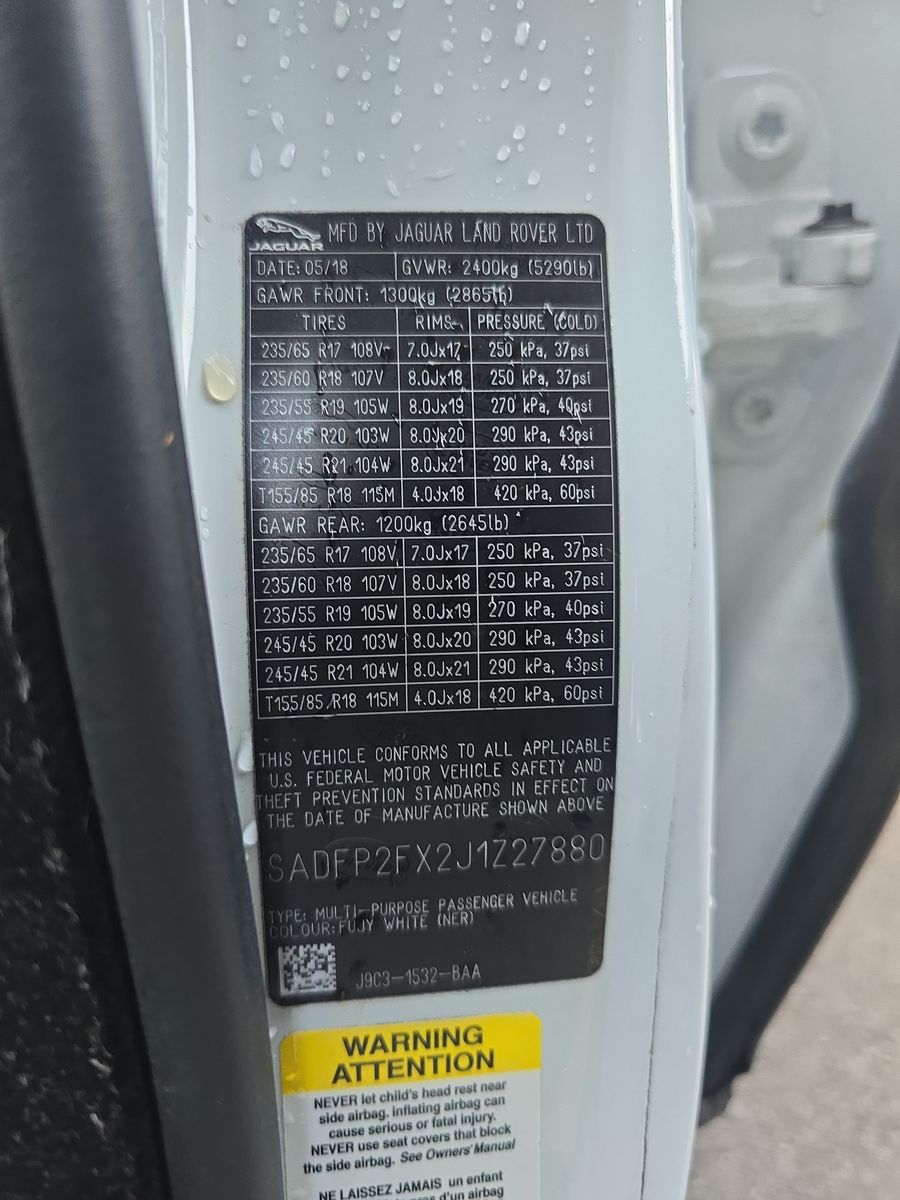 JAGUAR MFD BY JAGUAR LAND ROVER LTD
DATE: 05/18 GVWR: 2400kg (5290lb)
GAWR FRONT: 1300kg (2865lb)
TIRES RIMS PRESSURE (COLD)
235/65 R17 108V 7.0Jx17 250 kPa, 37psi
235/60 R18 107V 8.0Jx18 250 kPa, 37psi
235/55 R19 105W 8.0Jx19 270 kPa, 40psi
245/45 R20 103W 8.0Jx20 290 kPa, 43psi
245/45 R21 104W 8.0Jx21 290 kPa, 43psi
T155/85 R18 115M 4.0Jx18 420 kPa, 60psi
GAWR REAR: 1200kg (2645lb)
235/65 R17 108V 7.0Jx17 250 kPa, 37psi
235/60 R18 107V 8.0Jx18 250 kPa, 37psi
235/55 R19 105W 8.0Jx19 270 kPa, 40psi
245/45 R20 103W 8.0Jx20 290 kPa, 43psi
245/45 R21 104W 8.0Jx21 290 kPa, 43psi
T155/85 R18 115M 4.0Jx18 420 kPa, 60psi
THIS VEHICLE CONFORMS TO ALL APPLICABLE
U.S. FEDERAL MOTOR VEHICLE SAFETY AND
THEFT PREVENTION STANDARDS IN EFFECT ON
THE DATE OF MANUFACTURE SHOWN ABOVE
SADFP2FX2J1Z27880
TYPE: MULTI-PURPOSE PASSENGER VEHICLE
COLOUR: FUJY WHITE (NER)
J9C3-1532-BAA
WARNING
ATTENTION
NEVER let child's head rest near
side airbag. inflating airbag can
cause serious or fatal injury.
NEVER use seat covers that block
the side airbag. See Owners' Manual
NE LAISSEZ JAMAIS un enfant
d'un airbag